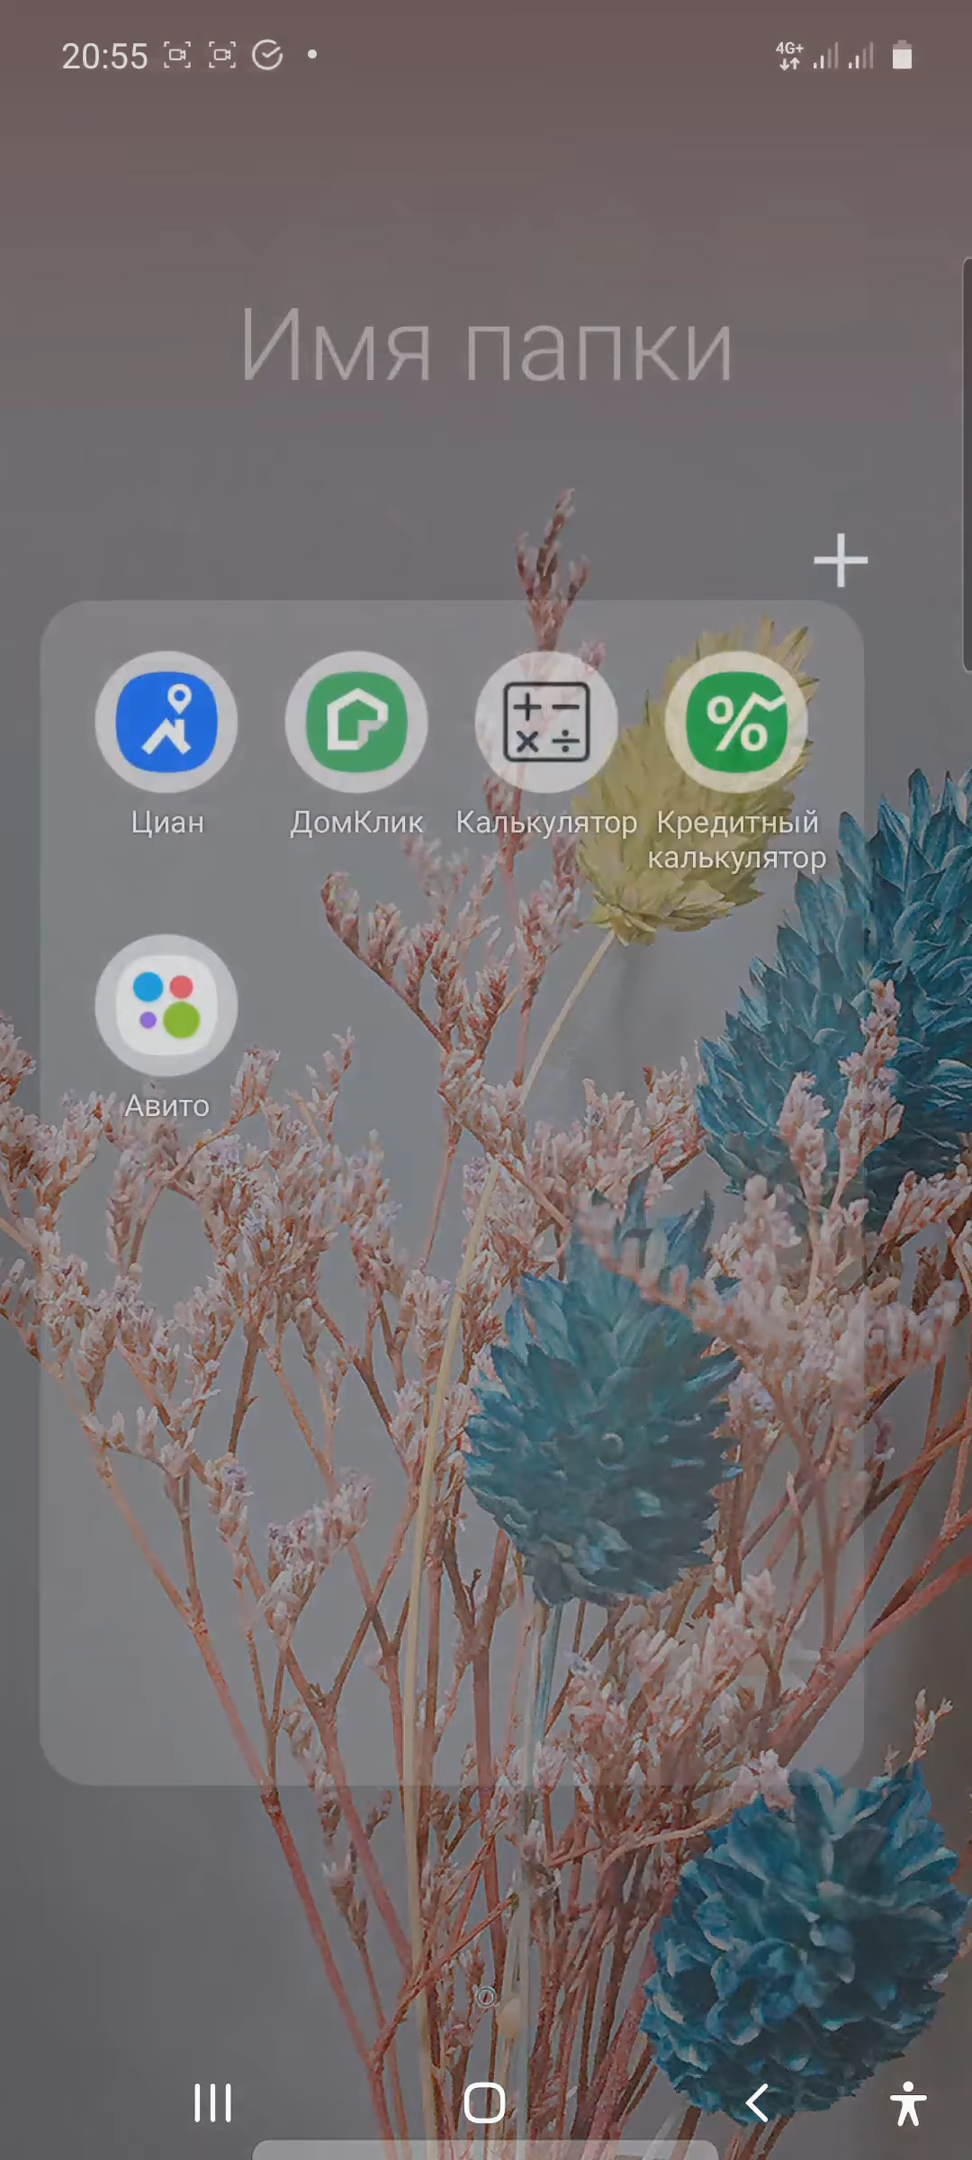 20:55
4G+
Имя папки
Циан
ДомКлик
Калькулятор
Кредитный
калькулятор
Авито